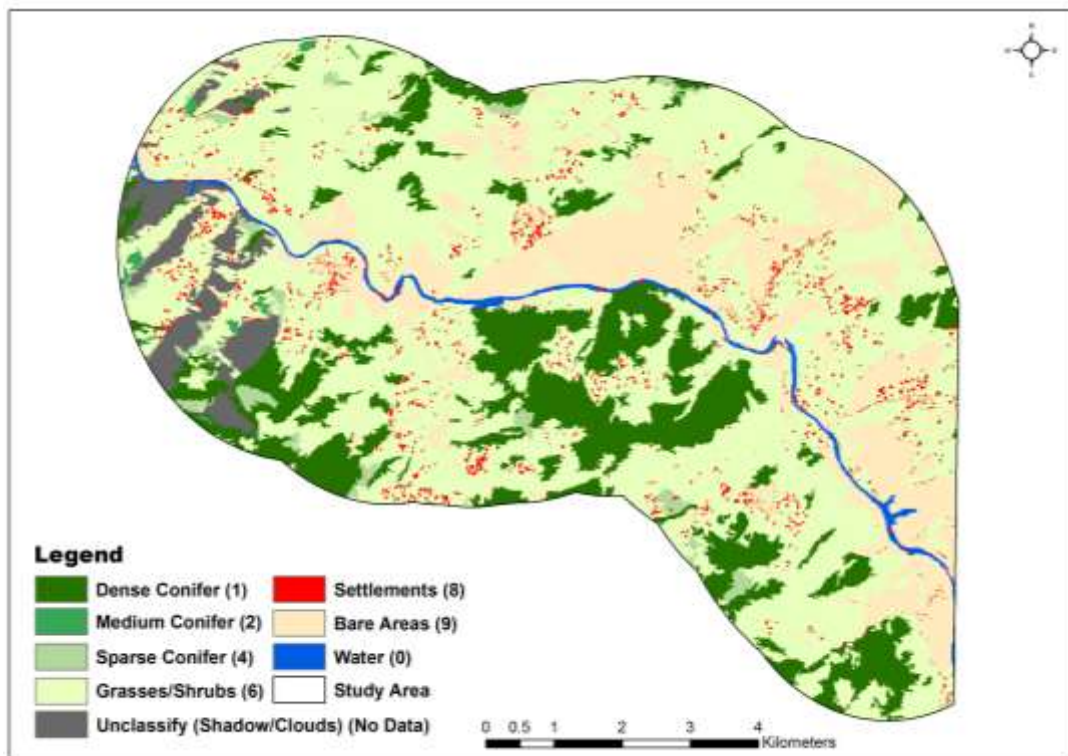 Legend
Dense Conifer (1) Settlements (8)
Medium Conifer (2) Bare Areas (9)
Sparse Conifer (4) Water (0)
Grasses/Shrubs (6) Study Area
Unclassify (Shadow/Clouds) (No Data)
0 0.5 1 2 3 4
Kilometers